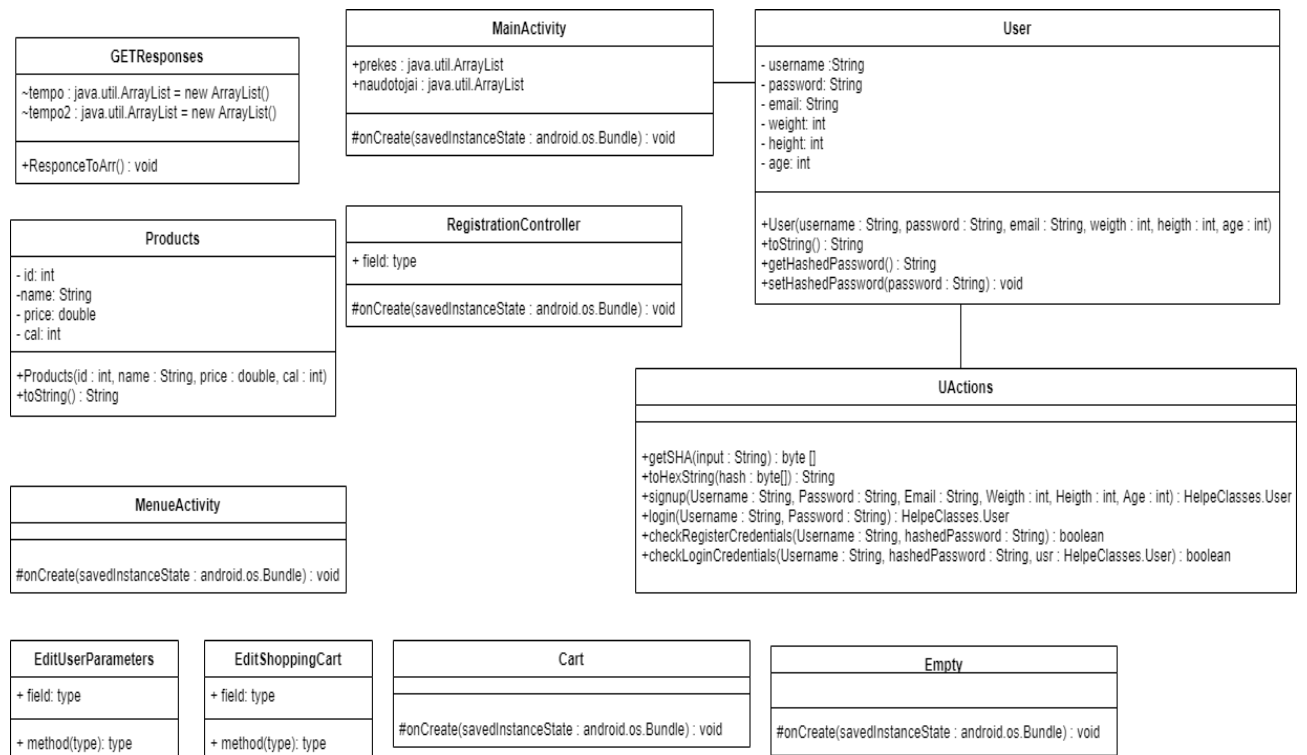 GETResponses
~tempo : java.util.ArrayList = new ArrayList()
~tempo2 : java.util.ArrayList = new ArrayList()
+ResponceToArr() : void
MainActivity
+prekes : java.util.ArrayList
+naudotojai : java.util.ArrayList
#onCreate(savedInstanceState : android.os.Bundle) : void
User
- username :String
- password: String
- email: String
- weight: int
- height: int
- age: int
+User(username : String, password : String, email : String, weigth : int, heigth : int, age : int)
+toString() : String
+getHashedPassword() : String
+setHashedPassword(password : String) : void
Products
- id: int
-name: String
- price: double
- cal: int
+Products(id : int, name : String, price : double, cal : int)
+toString() : String
RegistrationController
+ field: type
#onCreate(savedInstanceState : android.os.Bundle) : void
UActions
+getSHA(input : String) : byte []
+toHexString(hash : byte[]) : String
+signup(Username : String, Password : String, Email : String, Weigth : int, Heigth : int, Age : int) : HelpeClasses.User
+login(Username : String, Password : String) : HelpeClasses.User
+checkRegisterCredentials(Username : String, hashedPassword : String) : boolean
+checkLoginCredentials(Username : String, hashedPassword : String, usr : HelpeClasses.User) : boolean
MenueActivity
#onCreate(savedInstanceState : android.os.Bundle) : void
EditUserParameters
+ field: type
+ method(type): type
EditShoppingCart
+ field: type
+ method(type): type
Cart
#onCreate(savedInstanceState : android.os.Bundle) : void
Empty
#onCreate(savedInstanceState : android.os.Bundle) : void